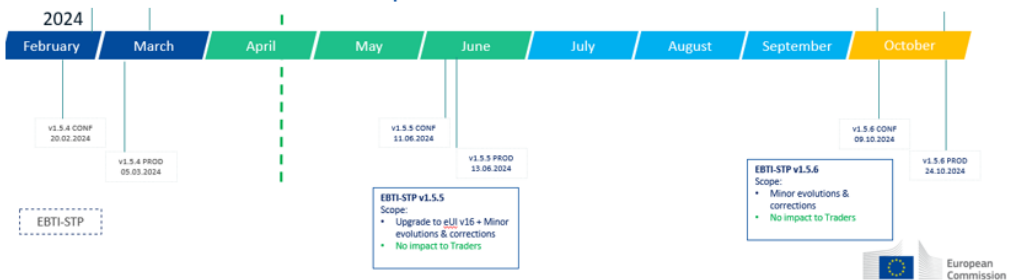 2024
February
March
April
May
June
July
August
September
October
v1.5.4 CONF
20.02.2024
v1.5.4 PROD
05.03.2024
v1.5.5 CONF
11.06.2024
v1.5.5 PROD
13.06.2024
v1.5.6 CONF
09.10.2024
v1.5.6 PROD
24.10.2024
EBTI-STP
EBTI-STP v1.5.5
Scope:
• Upgrade to eUI v16 + Minor
evolutions & corrections
• No impact to Traders
EBTI-STP v1.5.6
Scope:
• Minor evolutions &
corrections
• No impact to Traders
European
Commission